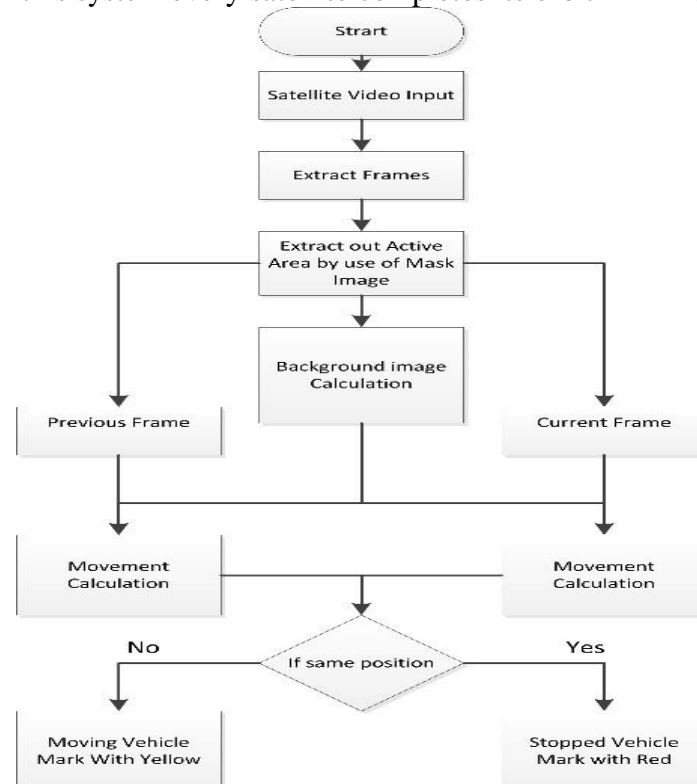 Strart
Satellite Video Input
Extract Frames
Extract out Active
Area by use of Mask
Image
Background image
Calculation
Previous Frame
Current Frame
Movement
Calculation
Movement
Calculation
If same position
No
Yes
Moving Vehicle
Mark With Yellow
Stopped Vehicle
Mark with Red